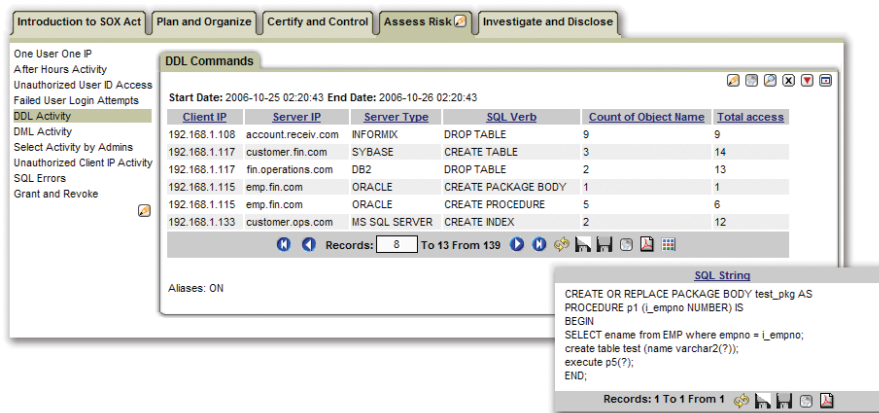 Introduction to SOX Act Plan and Organize Certify and Control Assess Risk Investigate and Disclose
One User One IP
After Hours Activity
Unauthorized User ID Access
Failed User Login Attempts
DDL Activity
DML Activity
Select Activity by Admins
Unauthorized Client IP Activity
SQL Errors
Grant and Revoke
DDL Commands
Start Date: 2006-10-25 02:20:43 End Date: 2006-10-26 02:20:43
Client IP Server IP Server Type SQL Verb Count of Object Name Total access
192.168.1.108 account.receiv.com INFORMIX DROP TABLE 9 9
192.168.1.117 customer.fin.com SYBASE CREATE TABLE 3 14
192.168.1.117 fin.operations.com DB2 DROP TABLE 2 13
192.168.1.115 emp.fin.com ORACLE CREATE PACKAGE BODY 1 1
192.168.1.115 emp.fin.com ORACLE CREATE PROCEDURE 5 6
192.168.1.133 customer.ops.com MS SQL SERVER CREATE INDEX 2 12
Records: 8 To 13 From 139
Aliases: ON
SQL String
CREATE OR REPLACE PACKAGE BODY test_pkg AS
PROCEDURE p1 (i_empno NUMBER) IS
BEGIN
SELECT ename from EMP where empno = i_empno;
create table test (name varchar2(?));
execute p5(?);
END;
Records: 1 To 1 From 1